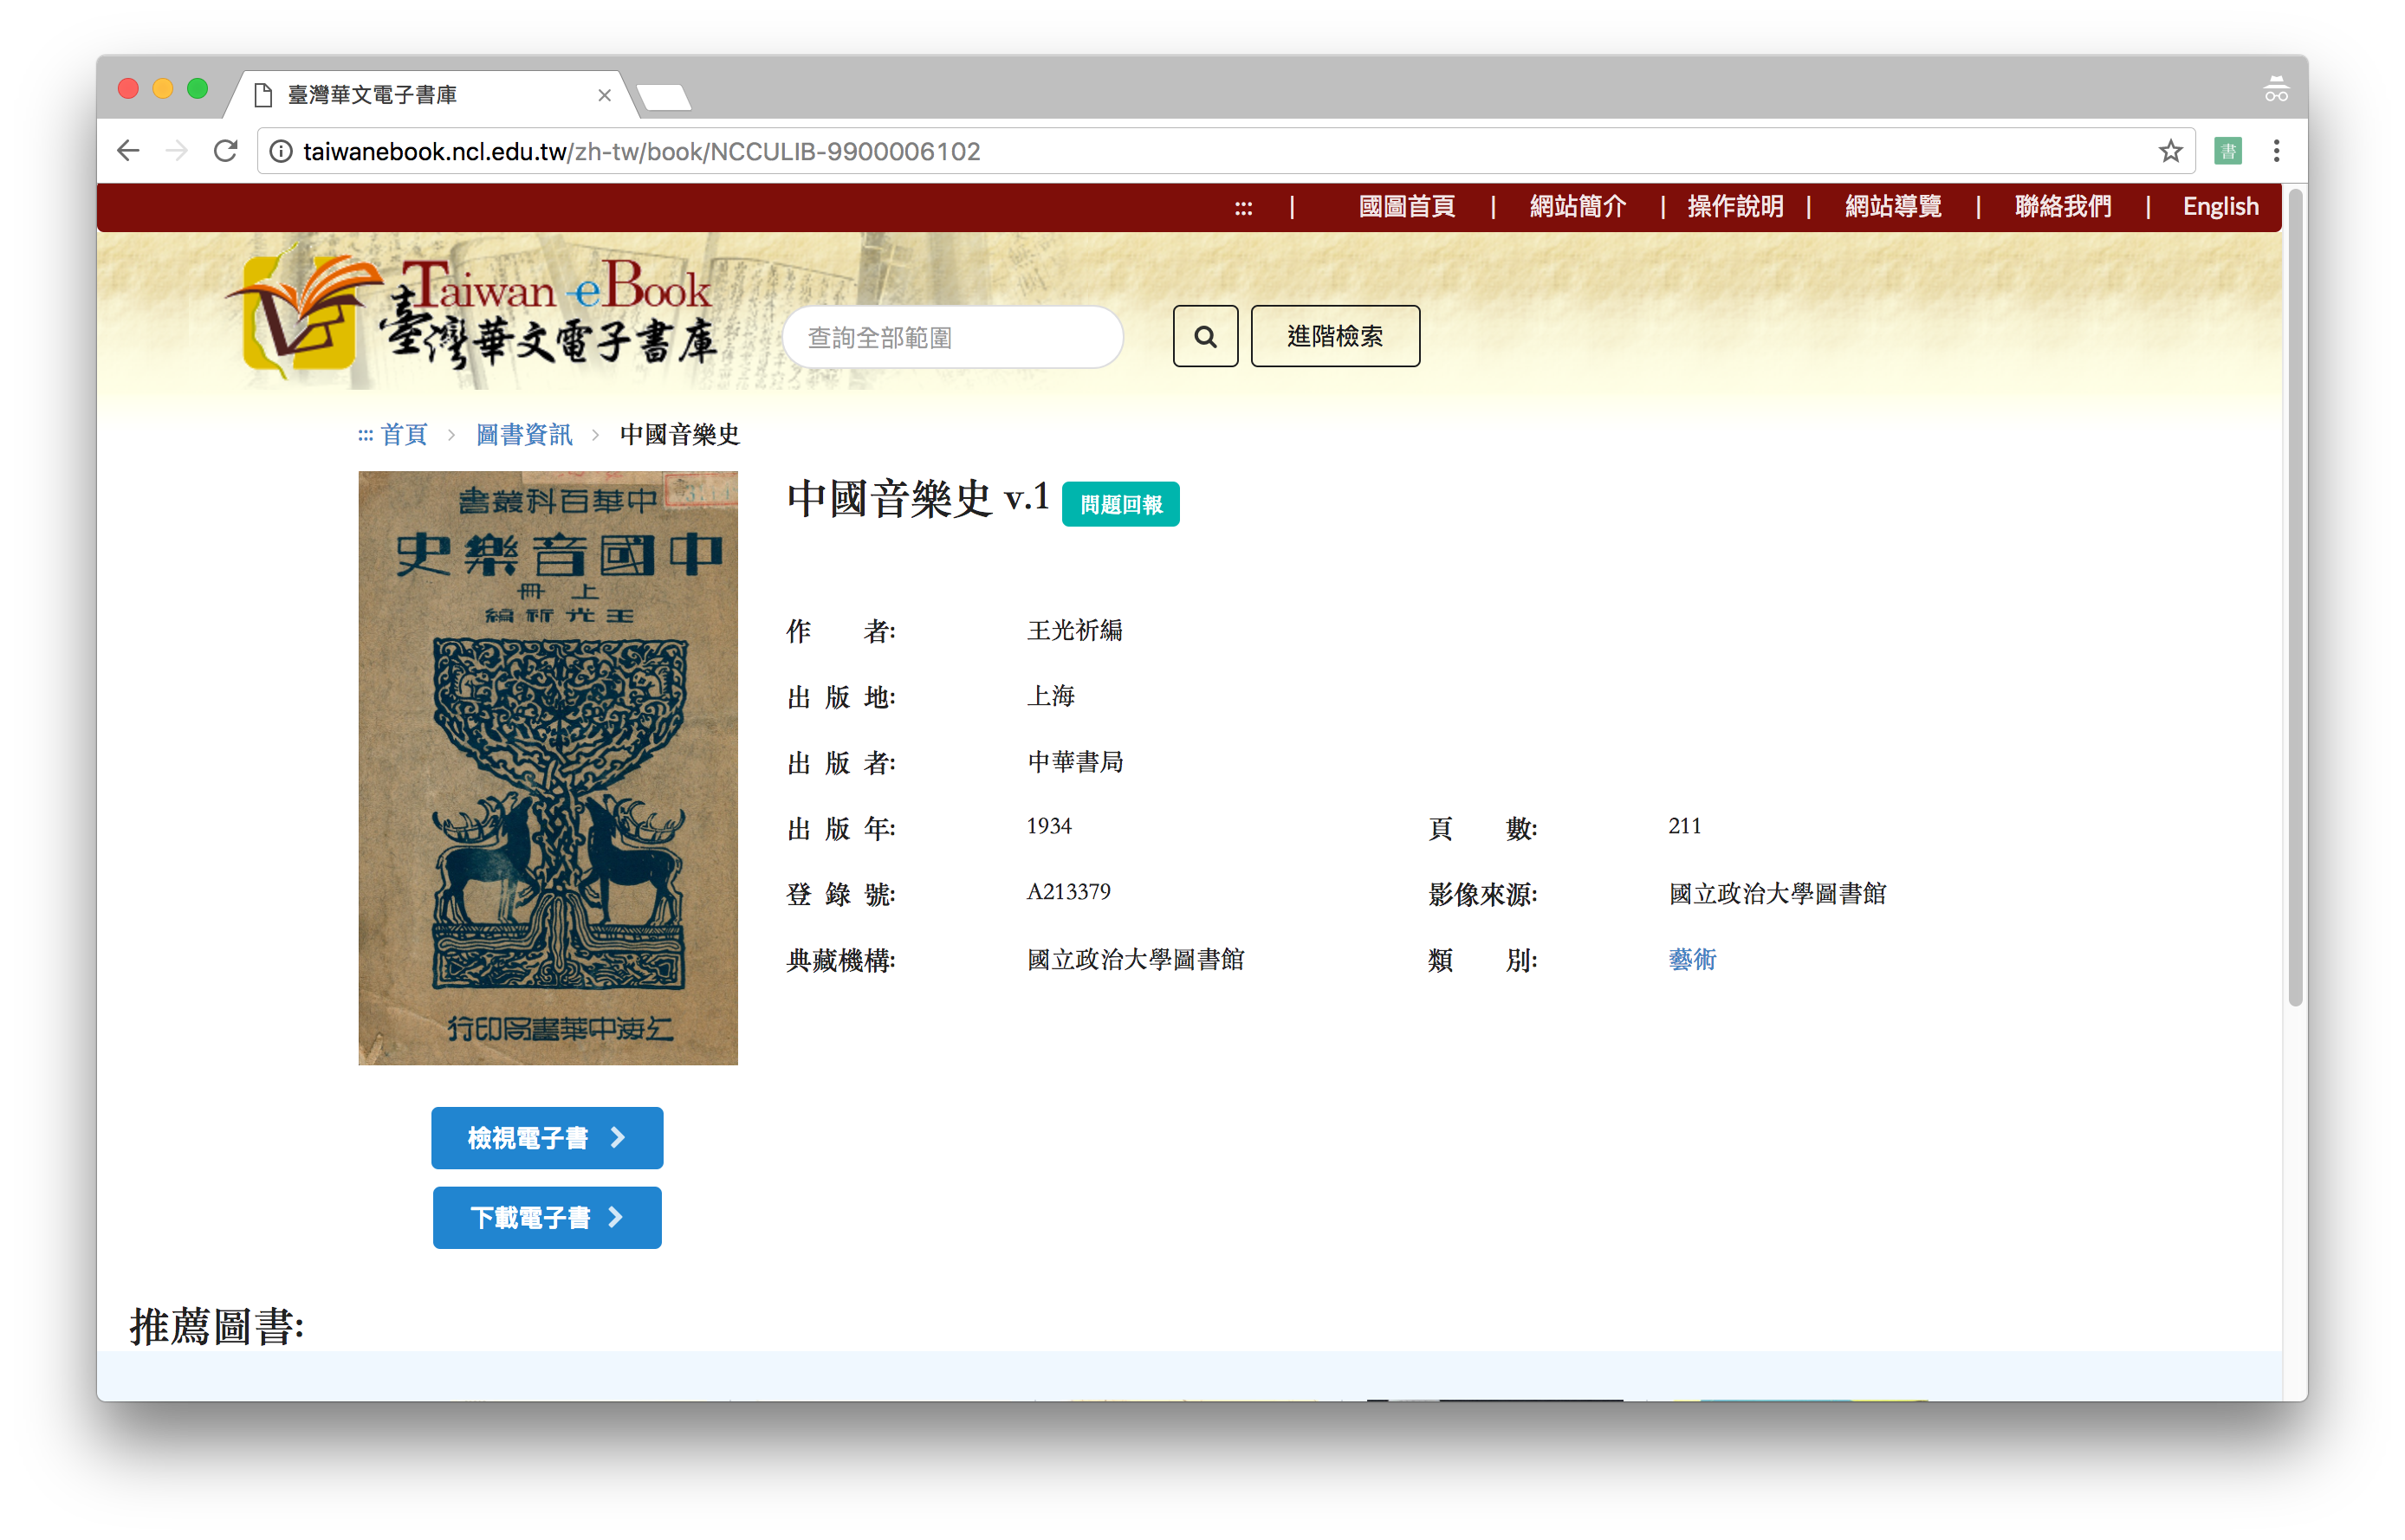 臺灣華文電子書庫
taiwanebook.ncl.edu.tw/zh-tw/book/NCCULIB-9900006102
書
::: | 國圖首頁 | 網站簡介 | 操作說明 | 網站導覽 | 聯絡我們 | English
Taiwan eBook
臺灣華文電子書庫
查詢全部範圍
進階檢索
::: 首頁 > 圖書資訊 > 中國音樂史
書叢科百華中
史樂音國中
冊上
編祈光王
行印局書華中海上
中國音樂史 v.1 問題回報
作者: 王光祈編
出版地: 上海
出版者: 中華書局
出版年: 1934 頁數: 211
登錄號: A213379 影像來源: 國立政治大學圖書館
典藏機構: 國立政治大學圖書館 類別: 藝術
檢視電子書
下載電子書
推薦圖書: